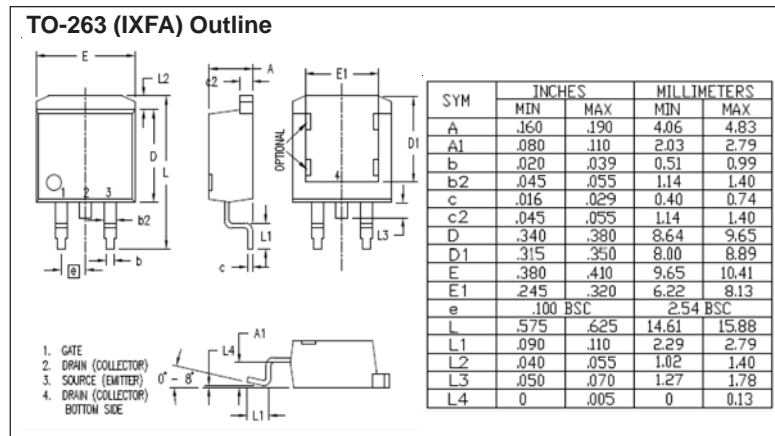 TO-263 (IXFA) Outline
E
L2
D
L
1 2 3
b2
e
b
A
c2
L1
c
E1
OPTIONAL
D1
4
L3
A1
L4
0° - 8°
L1
1. GATE
2. DRAIN (COLLECTOR)
3. SOURCE (EMITTER)
4. DRAIN (COLLECTOR)
BOTTOM SIDE
SYM INCHES MILLIMETERS
MIN MAX MIN MAX
A .160 .190 4.06 4.83
A1 .080 .110 2.03 2.79
b .020 .039 0.51 0.99
b2 .045 .055 1.14 1.40
c .016 .029 0.40 0.74
c2 .045 .055 1.14 1.40
D .340 .380 8.64 9.65
D1 .315 .350 8.00 8.89
E .380 .410 9.65 10.41
E1 .245 .320 6.22 8.13
e .100 BSC 2.54 BSC
L .575 .625 14.61 15.88
L1 .090 .110 2.29 2.79
L2 .040 .055 1.02 1.40
L3 .050 .070 1.27 1.78
L4 0 .005 0 0.13